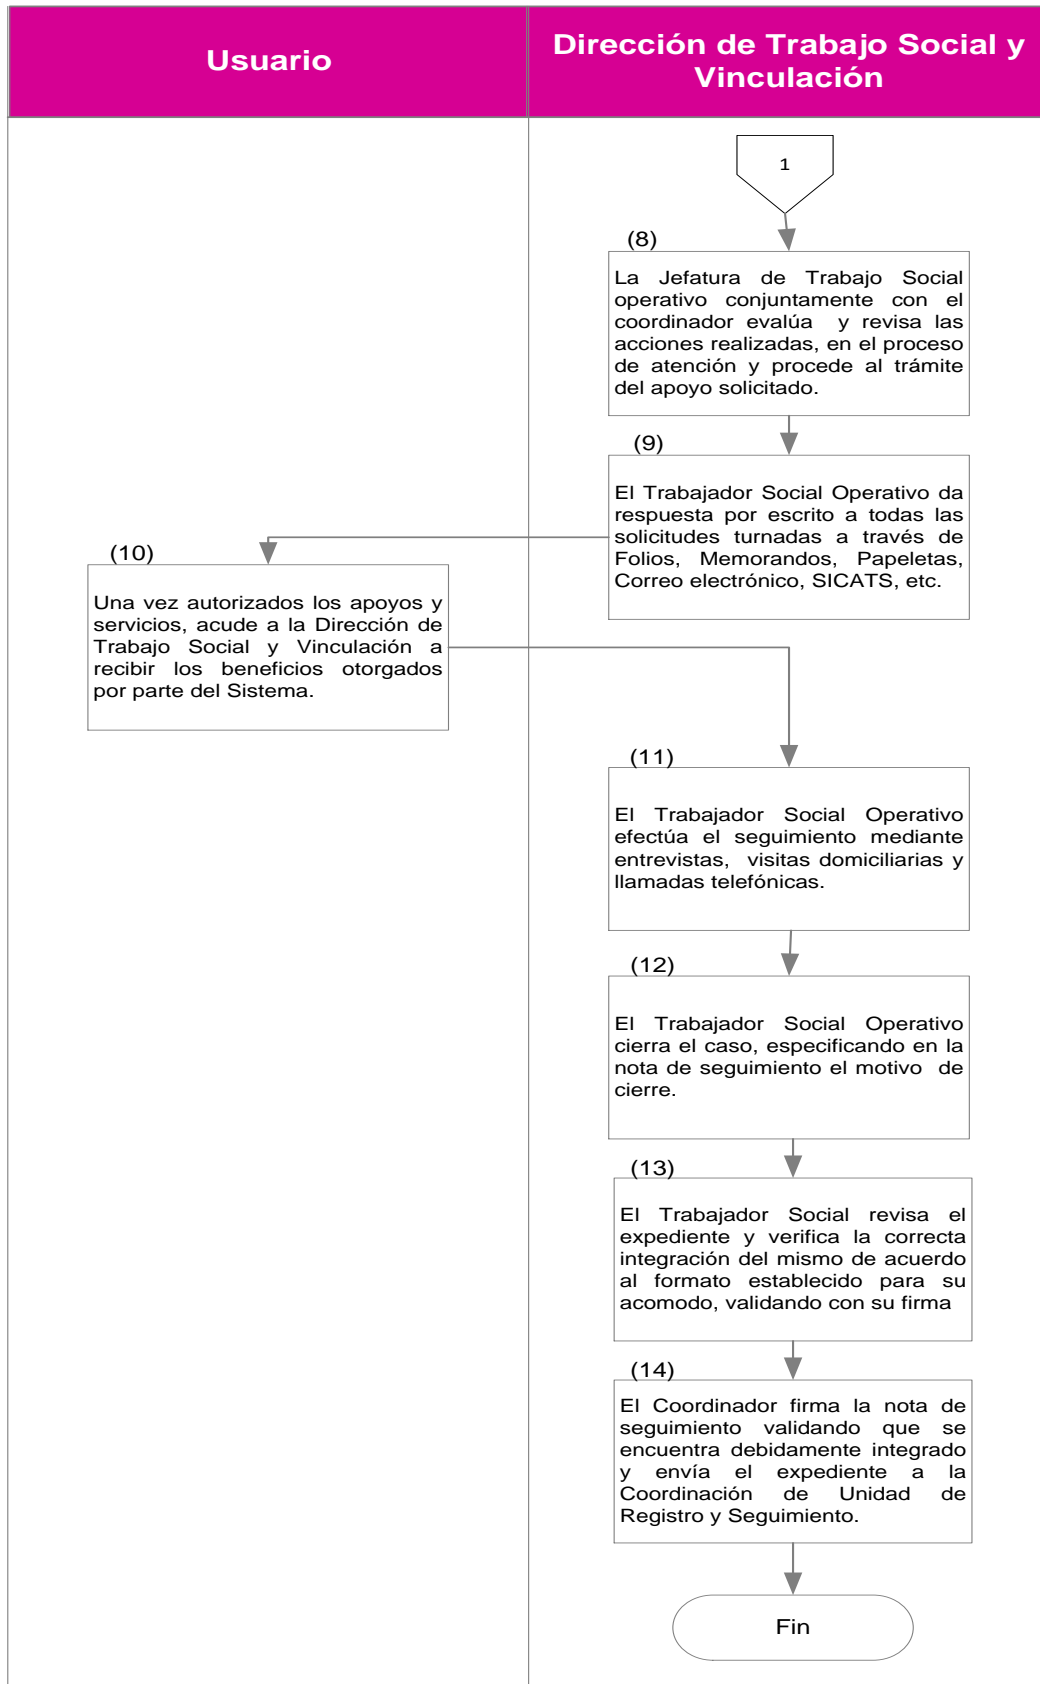 Usuario
Dirección de Trabajo Social y
Vinculación
1
(8)
La Jefatura de Trabajo Social
operativo conjuntamente con el
coordinador evalúa y revisa las
acciones realizadas, en el proceso
de atención y procede al trámite
del apoyo solicitado.
(9)
El Trabajador Social Operativo da
respuesta por escrito a todas las
solicitudes turnadas a través de
Folios, Memorandos, Papeletas,
Correo electrónico, SICATS, etc.
(10)
Una vez autorizados los apoyos y
servicios, acude a la Dirección de
Trabajo Social y Vinculación a
recibir los beneficios otorgados
por parte del Sistema.
(11)
El Trabajador Social Operativo
efectúa el seguimiento mediante
entrevistas, visitas domiciliarias y
llamadas telefónicas.
(12)
El Trabajador Social Operativo
cierra el caso, especificando en la
nota de seguimiento el motivo de
cierre.
(13)
El Trabajador Social revisa el
expediente y verifica la correcta
integración del mismo de acuerdo
al formato establecido para su
acomodo, validando con su firma
(14)
El Coordinador firma la nota de
seguimiento validando que se
encuentra debidamente integrado
y envía el expediente a la
Coordinación de Unidad de
Registro y Seguimiento.
Fin